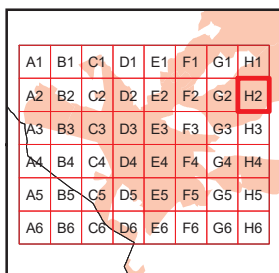 A1 B1 C1 D1 E1 F1 G1 H1
A2 B2 C2 D2 E2 F2 G2 H2
A3 B3 C3 D3 E3 F3 G3 H3
A4 B4 C4 D4 E4 F4 G4 H4
A5 B5 C5 D5 E5 F5 G5 H5
A6 B6 C6 D6 E6 F6 G6 H6